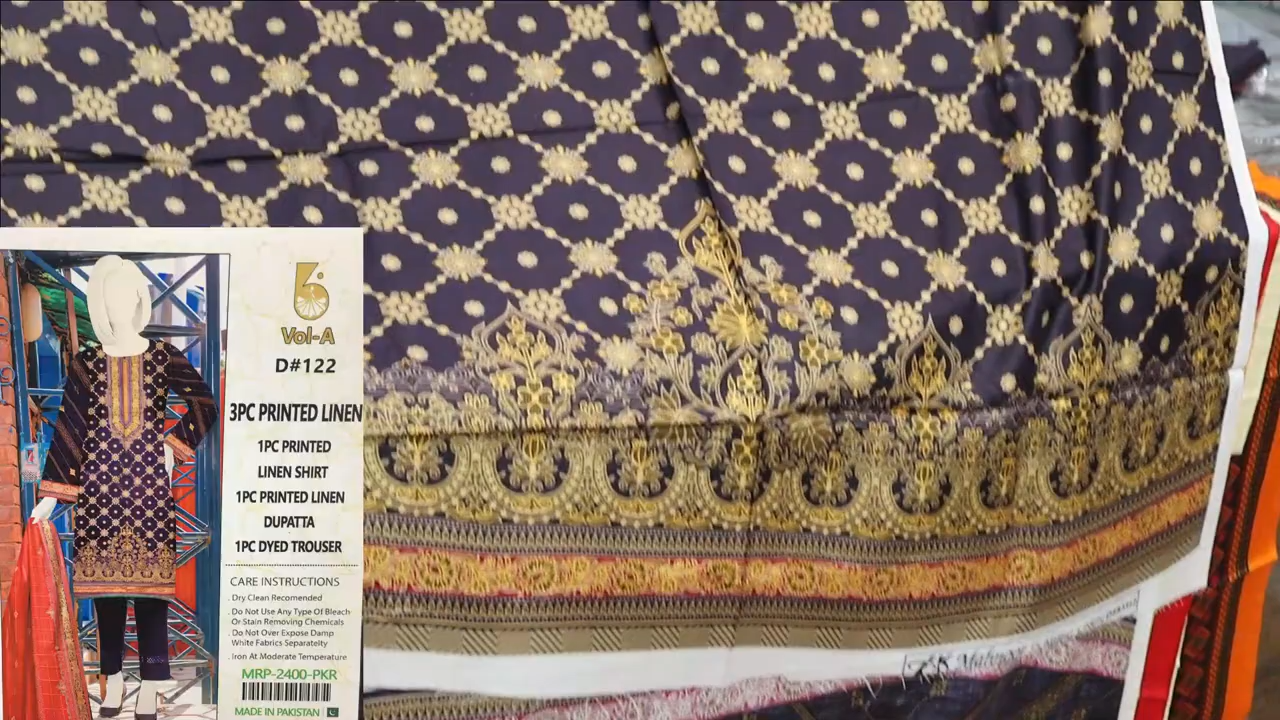 Vol-A
D#122
3PC PRINTED LINEN
1PC PRINTED
LINEN SHIRT
1PC PRINTED LINEN
DUPATTA
1PC DYED TROUSER
CARE INSTRUCTIONS
. Dry Clean Recomended
. Do Not Use Any Type Of Bleach
Or Stain Removing Chemicals
. Do Not Over Expose Damp
White Fabrics Separateity
. Iron At Moderate Temperature
MRP-2400-PKR
MADE IN PAKISTAN